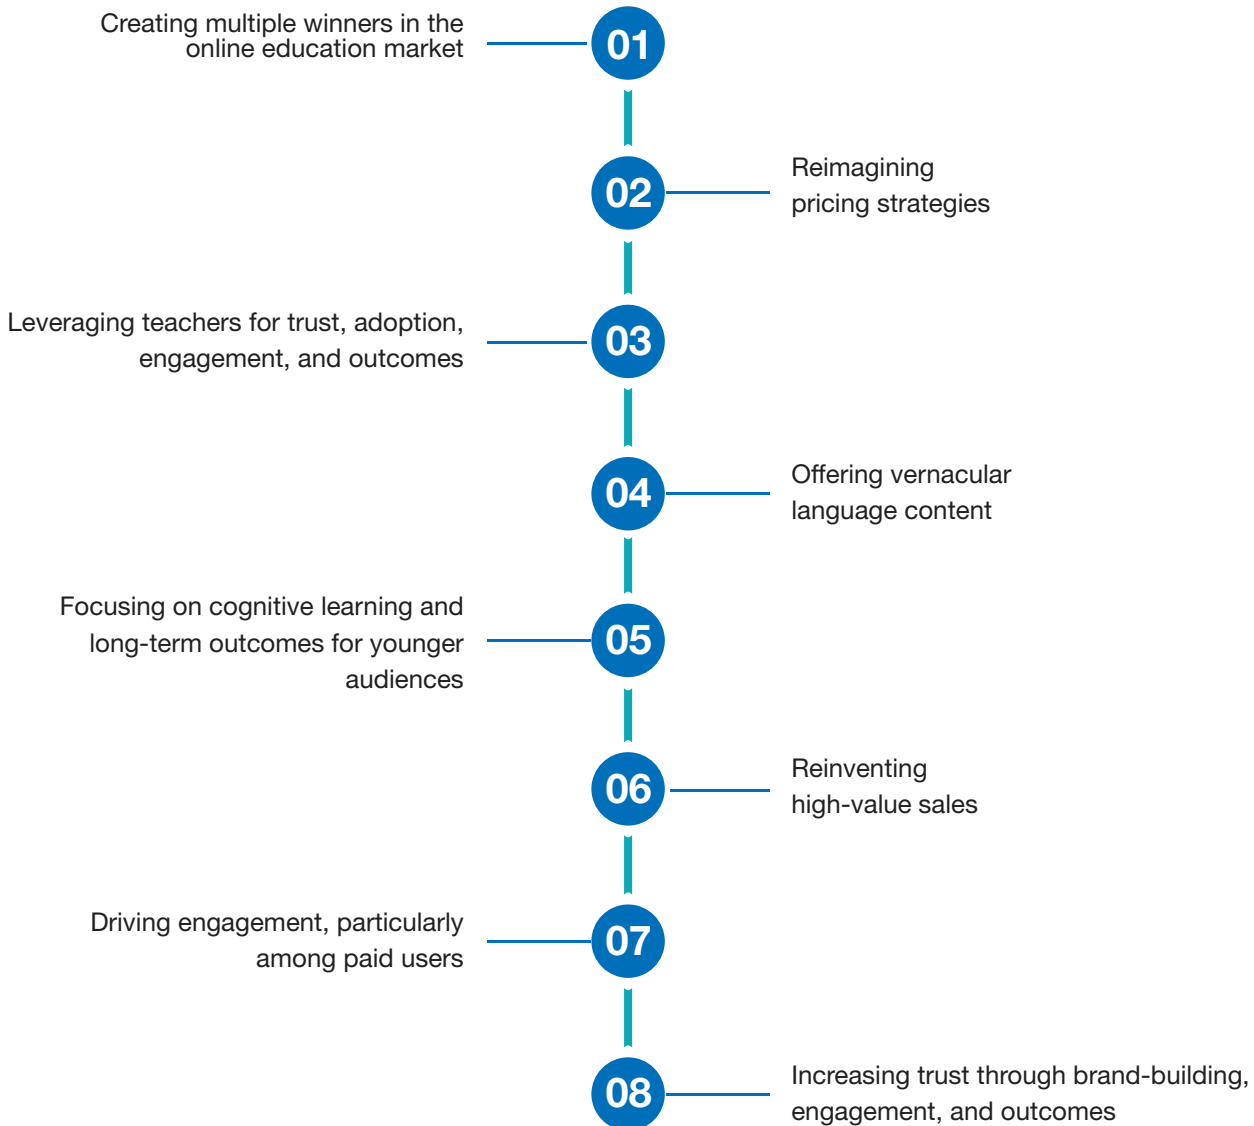 Creating multiple winners in the
online education market
01
02
Reimagining
pricing strategies
Leveraging teachers for trust, adoption,
engagement, and outcomes
03
04
Offering vernacular
language content
Focusing on cognitive learning and
long-term outcomes for younger
audiences
05
06
Reinventing
high-value sales
Driving engagement, particularly
among paid users
07
08
Increasing trust through brand-building,
engagement, and outcomes